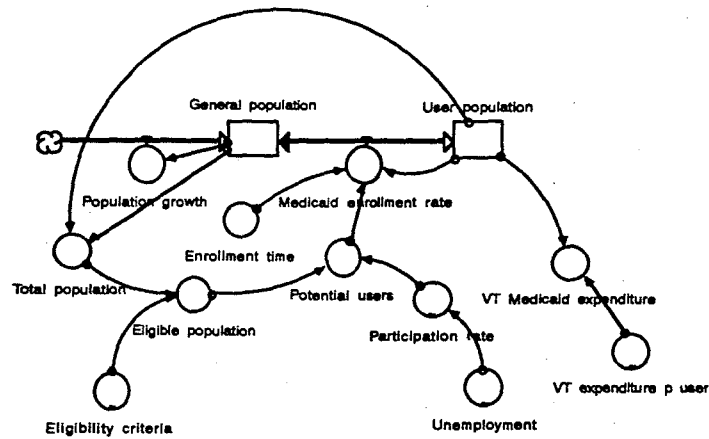 General population
User population
Population growth
Medicaid enrollment rate
Enrollment time
Total population
Potential users
VT Medicaid expenditure
Eligible population
Participation rate
VT expenditure p user
Eligibility criteria
Unemployment